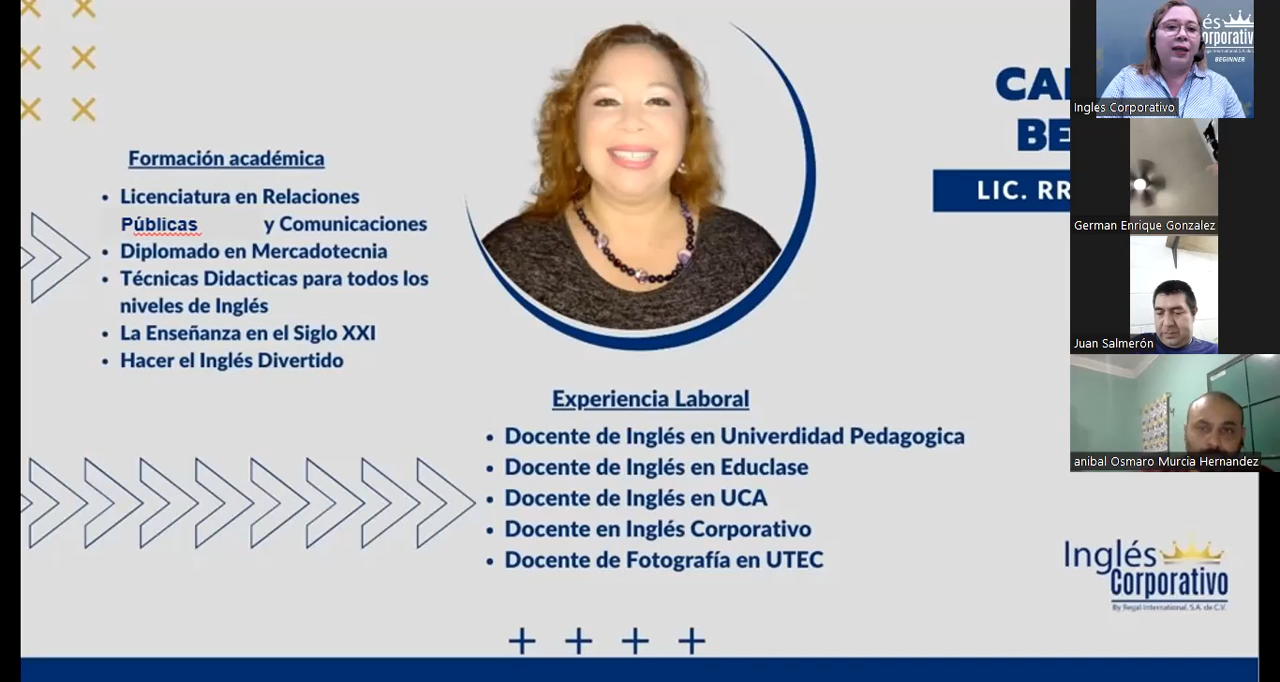 Formación académica
Licenciatura en Relaciones
Públicas y Comunicaciones
Diplomado en Mercadotecnia
Técnicas Didacticas para todos los
niveles de Inglés
La Enseñanza en el Siglo XXI
Hacer el Inglés Divertido
Experiencia Laboral
Docente de Inglés en Univerdidad Pedagogica
Docente de Inglés en Educlase
Docente de Inglés en UCA
Docente en Inglés Corporativo
Docente de Fotografía en UTEC
LIC. RR
BEGINNER
Ingles Corporativo
German Enrique Gonzalez
Juan Salmerón
anibal Osmaro Murcia Hernandez
Inglés
Corporativo
By Regal International, S.A. de C.V.